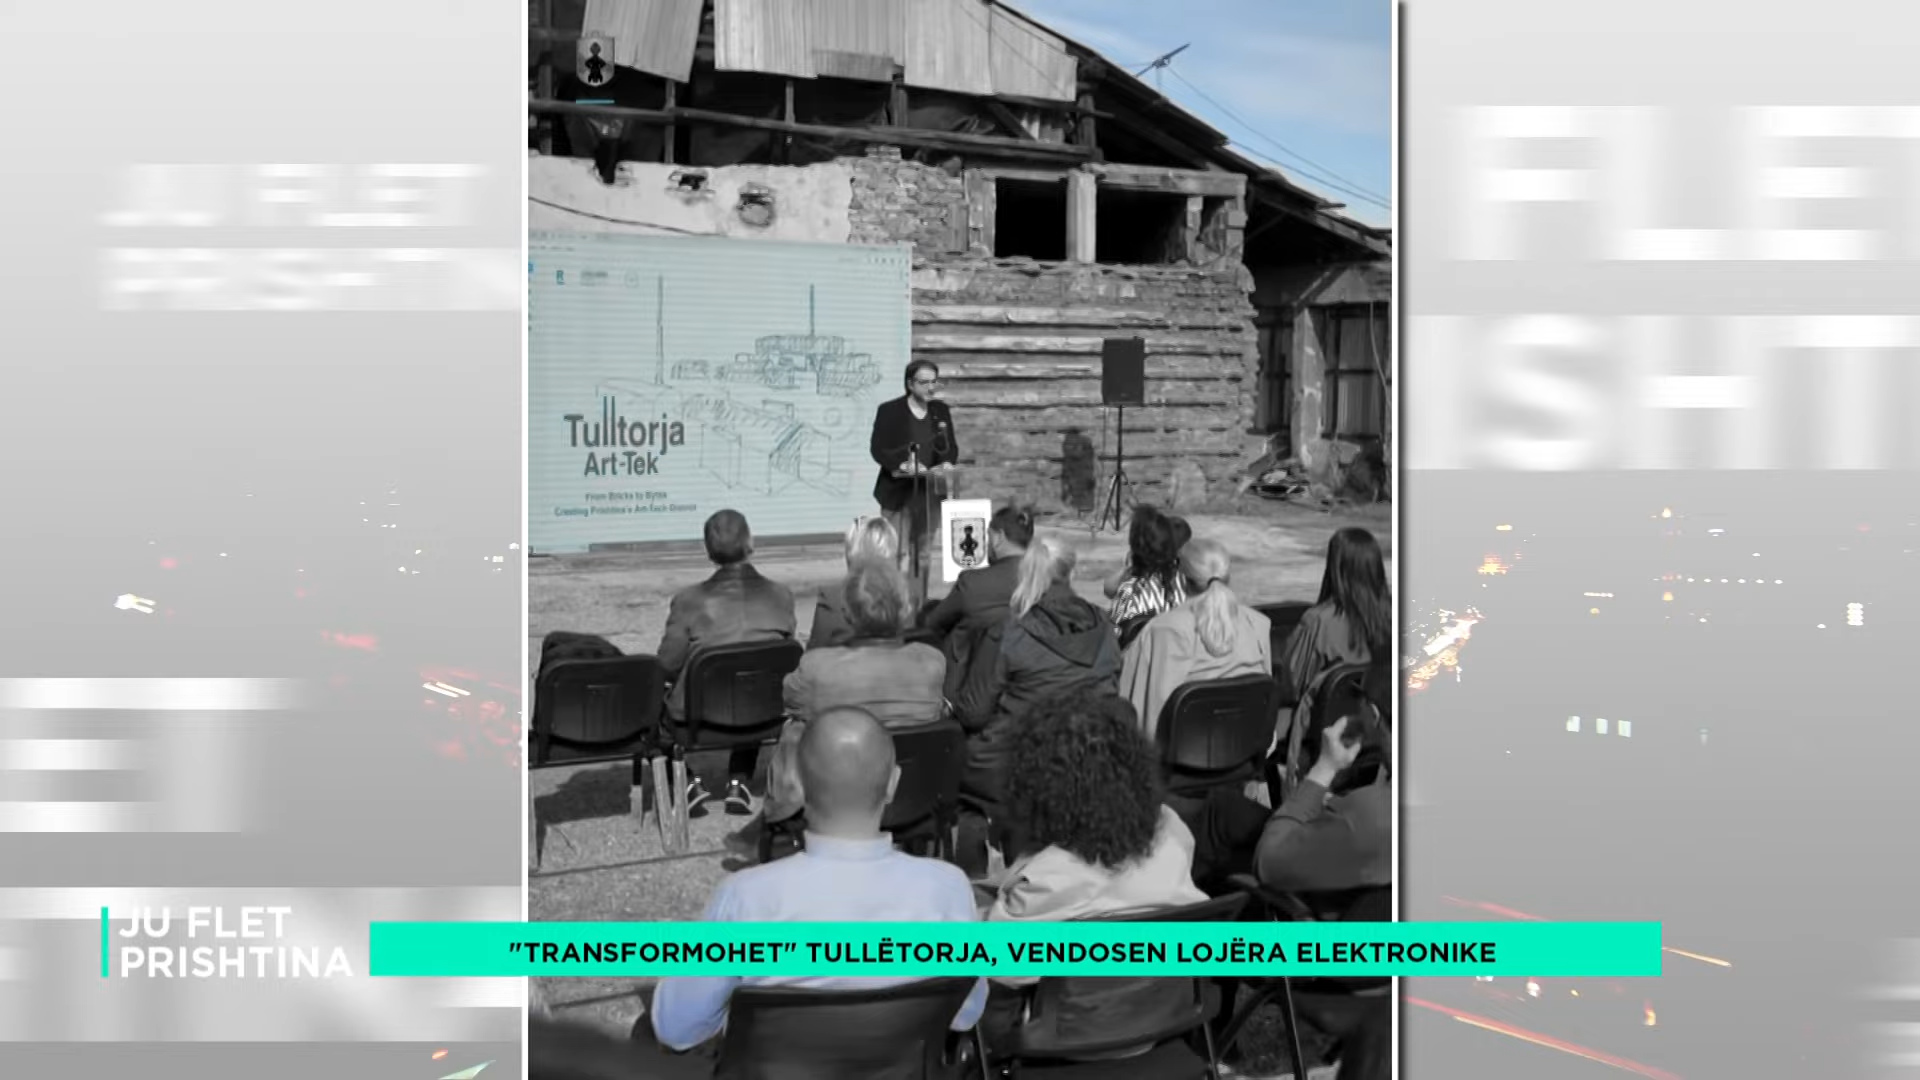 Tulltorja
Art-Tek
From Bricks to Bytes
Creating Prishtina's Art-Tech District
JU FLET
PRISHTINA
"TRANSFORMOHET" TULLËTORJA, VENDOSEN LOJËRA ELEKTRONIKE